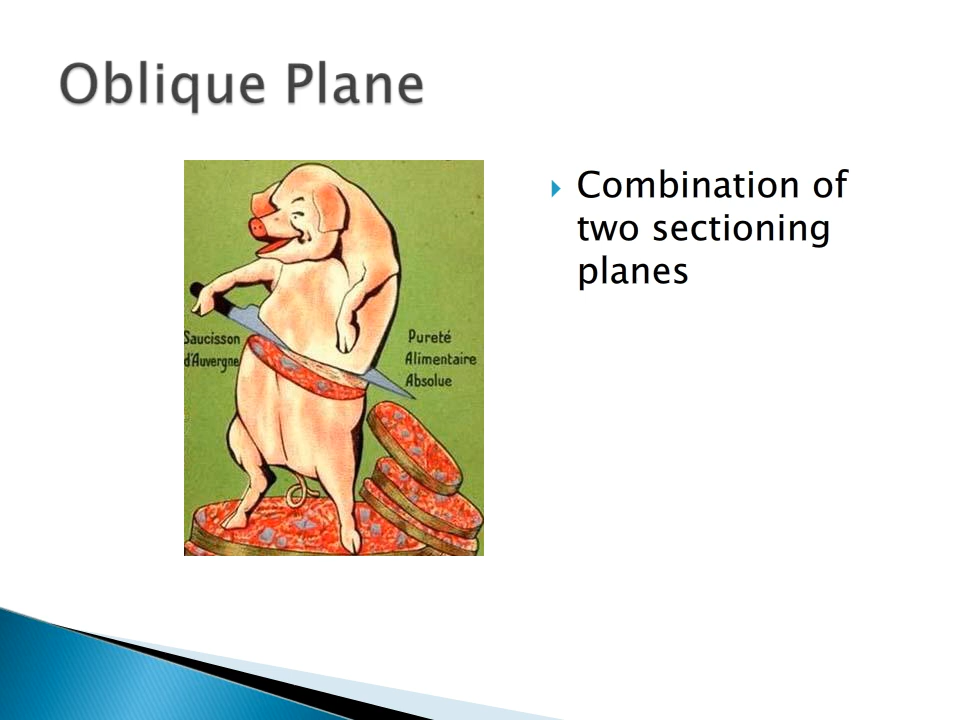 Oblique Plane
Saucisson
d'Auvergne
Pureté
Alimentaire
Absolue
Combination of
two sectioning
planes